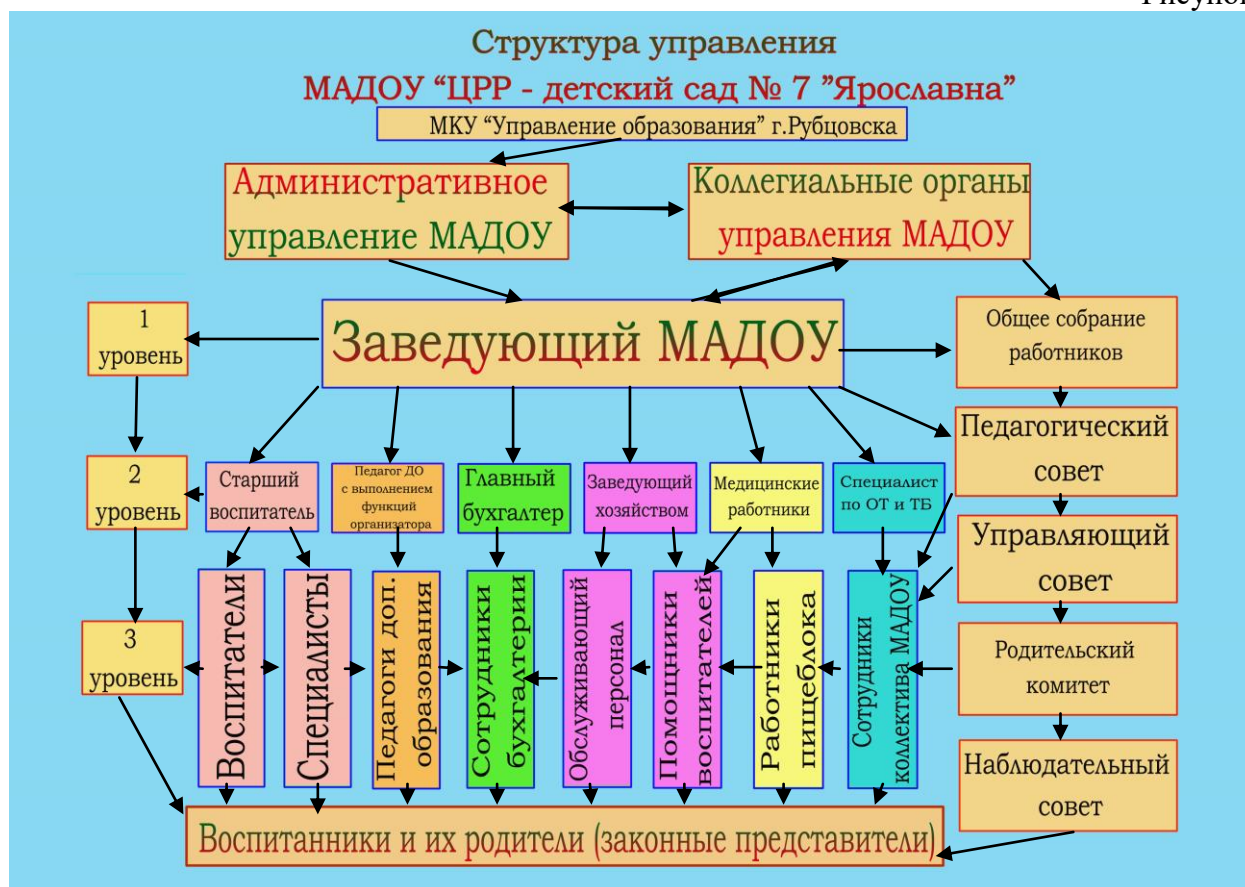 Структура управления
МАДОУ “ЦРР - детский сад № 7 ”Ярославна”
МКУ “Управление образования” г.Рубцовска
Административное
управление МАДОУ
Коллегиальные органы
управления МАДОУ
1
уровень
Заведующий МАДОУ
Общее собрание
работников
Педагогический
совет
2
уровень
Старший
воспитатель
Педагог ДО
с выполнением
функций
организатора
Главный
бухгалтер
Заведующий
хозяйством
Медицинские
работники
Специалист
по ОТ и ТБ
Управляющий
совет
3
уровень
Воспитатели
Специалисты
Педагоги доп.
образования
Сотрудники
бухгалтерии
Обслуживающий
персонал
Помощники
воспитателей
Работники
пищеблока
Сотрудники
коллектива МАДОУ
Родительский
комитет
Наблюдательный
совет
Воспитанники и их родители (законные представители)